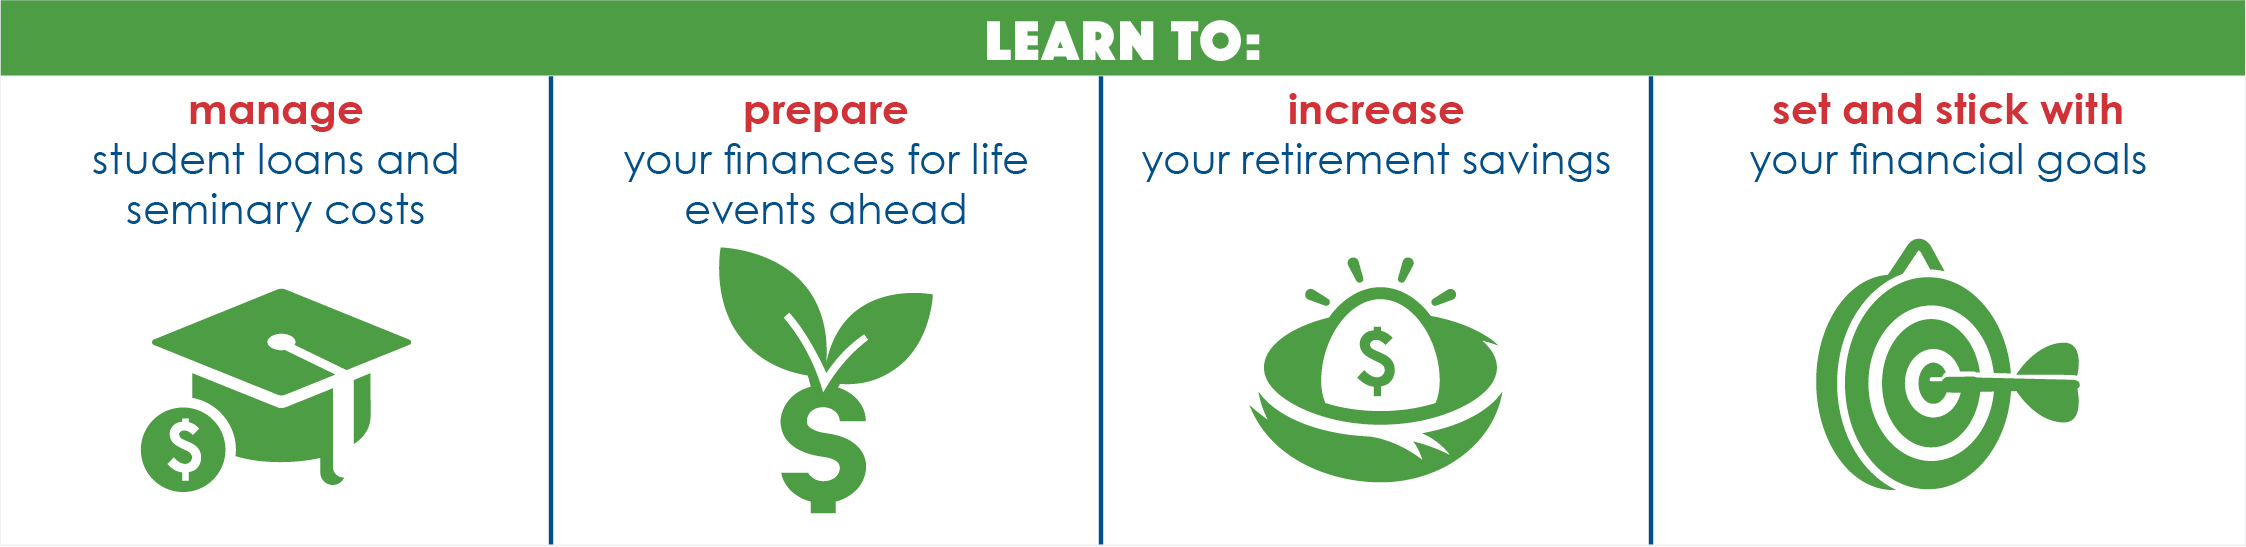 LEARN TO:
manage
student loans and
seminary costs
$
prepare
your finances for life
events ahead
$
increase
your retirement savings
$
set and stick with
your financial goals